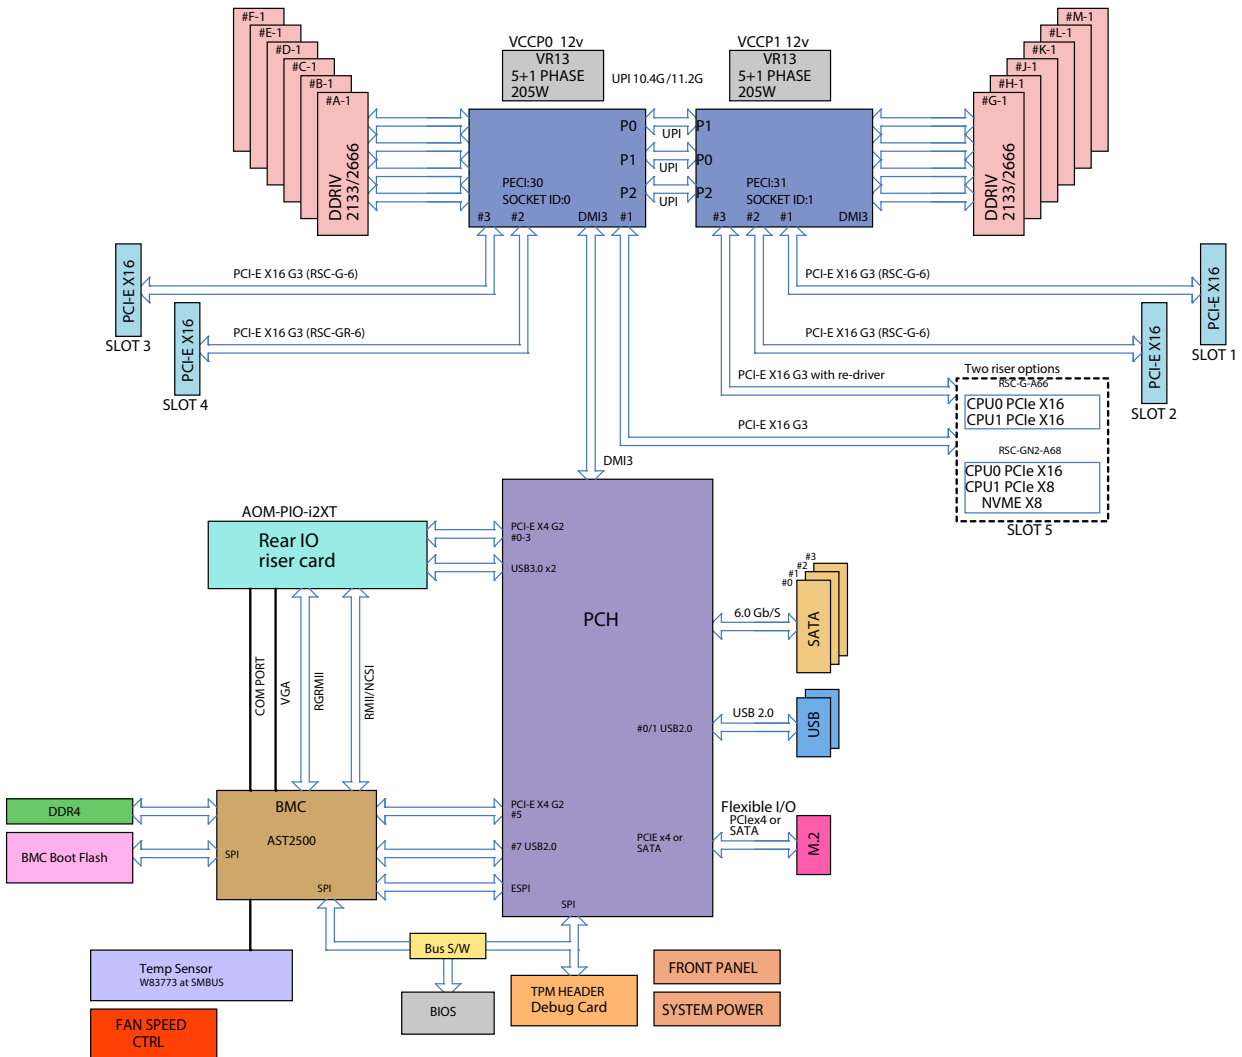 #F-1
#E-1
#D-1
#C-1
#B-1
#A-1
DDRIV
2133/2666
VCCP0 12v
VR13
5+1 PHASE
205W
UPI 10.4G/11.2G
VCCP1 12v
VR13
5+1 PHASE
205W
#M-1
#L-1
#K-1
#J-1
#H-1
#G-1
DDRIV
2133/2666
P0
P1
P2
PECI:30
SOCKET ID:0
#3
#2
DMI3
#1
UPI
UPI
UPI
P1
P0
P2
PECI:31
SOCKET ID:1
#3
#2
#1
DMI3
PCI-E X16
SLOT 3
PCI-E X16 G3 (RSC-G-6)
PCI-E X16
SLOT 4
PCI-E X16 G3 (RSC-GR-6)
PCI-E X16 G3 (RSC-G-6)
PCI-E X16
SLOT 1
PCI-E X16 G3 (RSC-G-6)
PCI-E X16
SLOT 2
PCI-E X16 G3 with re-driver
PCI-E X16 G3
Two riser options
RSC-G-A66
CPU0 PCIe X16
CPU1 PCIe X16
RSC-GN2-A68
CPU0 PCIe X16
CPU1 PCIe X8
NVME X8
SLOT 5
DMI3
AOM-PIO-i2XT
Rear IO
riser card
PCI-E X4 G2
#0-3
USB3.0 x2
PCH
6.0 Gb/S
#3
#2
#1
#0
SATA
COM PORT
VGA
RGRMII
RMII/NCSI
#0/1 USB2.0
USB 2.0
USB
DDR4
BMC Boot Flash
BMC
AST2500
SPI
SPI
PCI-E X4 G2
#5
#7 USB2.0
ESPI
PCIE x4 or
SATA
Flexible I/O
PCIex4 or
SATA
M.2
SPI
Bus S/W
Temp Sensor
W83773 at SMBUS
FAN SPEED
CTRL
BIOS
TPM HEADER
Debug Card
FRONT PANEL
SYSTEM POWER